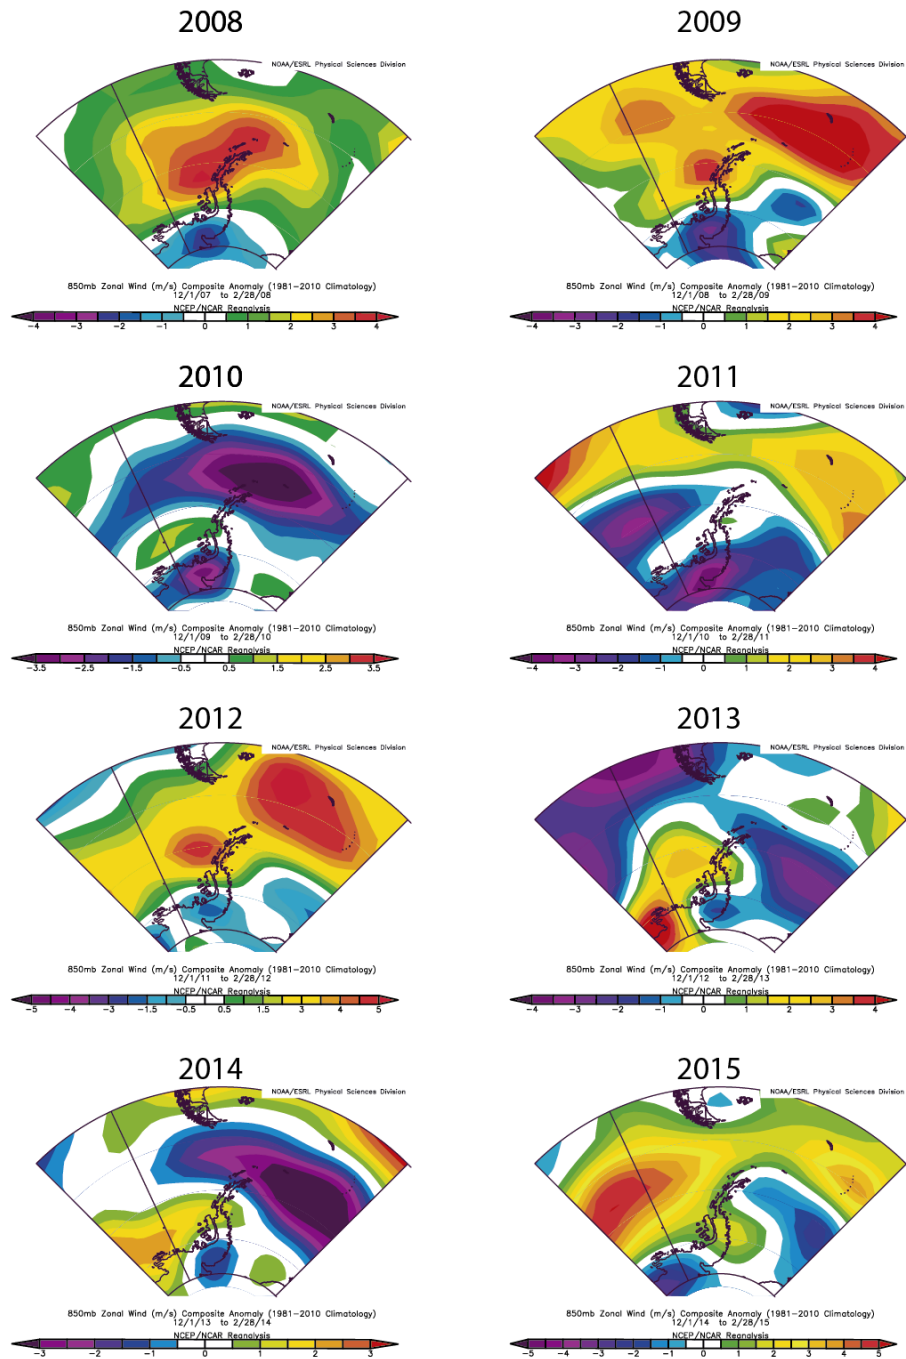 2008
NOAA/ESRL Physical Sciences Division
850mb Zonal Wind (m/s) Composite Anomaly (1981-2010 Climatology)
12/1/07 to 2/28/08
NCEP/NCAR Reanalysis
-4 -3 -2 -1 0 1 2 3 4
2009
NOAA/ESRL Physical Sciences Division
850mb Zonal Wind (m/s) Composite Anomaly (1981-2010 Climatology)
12/1/08 to 2/28/09
NCEP/NCAR Reanalysis
-4 -3 -2 -1 0 1 2 3 4
2010
NOAA/ESRL Physical Sciences Division
850mb Zonal Wind (m/s) Composite Anomaly (1981-2010 Climatology)
12/1/09 to 2/28/10
NCEP/NCAR Reanalysis
-3.5 -2.5 -1.5 -0.5 0.5 1.5 2.5 3.5
2011
NOAA/ESRL Physical Sciences Division
850mb Zonal Wind (m/s) Composite Anomaly (1981-2010 Climatology)
12/1/10 to 2/28/11
NCEP/NCAR Reanalysis
-4 -3 -2 -1 0 1 2 3 4
2012
NOAA/ESRL Physical Sciences Division
850mb Zonal Wind (m/s) Composite Anomaly (1981-2010 Climatology)
12/1/11 to 2/28/12
NCEP/NCAR Reanalysis
-5 -4 -3 -1.5 -0.5 0.5 1.5 2 3 4 5
2013
NOAA/ESRL Physical Sciences Division
850mb Zonal Wind (m/s) Composite Anomaly (1981-2010 Climatology)
12/1/12 to 2/28/13
NCEP/NCAR Reanalysis
-4 -3 -2 -1 0 1 2 3 4
2014
NOAA/ESRL Physical Sciences Division
850mb Zonal Wind (m/s) Composite Anomaly (1981-2010 Climatology)
12/1/13 to 2/28/14
NCEP/NCAR Reanalysis
-3 -2 -1 0 1 2 3
2015
NOAA/ESRL Physical Sciences Division
850mb Zonal Wind (m/s) Composite Anomaly (1981-2010 Climatology)
12/1/14 to 2/28/15
NCEP/NCAR Reanalysis
-5 -4 -3 -2 -1 0 1 2 3 4 5